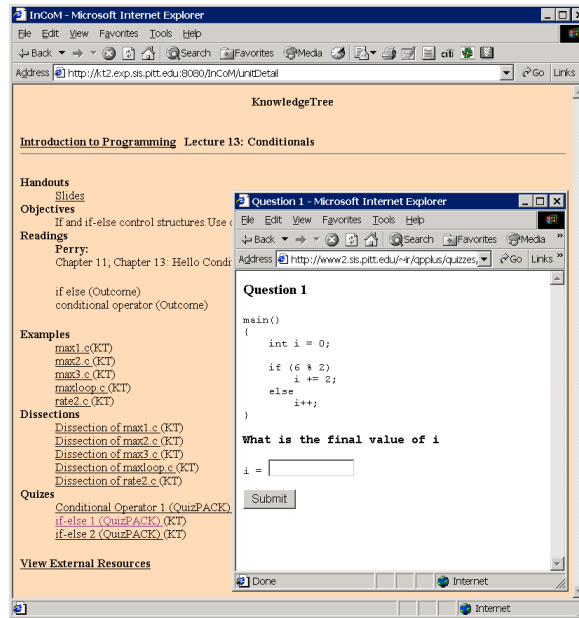 InCoM - Microsoft Internet Explorer
File Edit View Favorites Tools Help
Back Search Favorites Media citi
Address http://kt2.exp.sis.pitt.edu:8080/InCoM/unitDetail Go Links
KnowledgeTree
Introduction to Programming Lecture 13: Conditionals
Handouts
Slides
Objectives
If and if-else control structures.Use
Readings
Perry:
Chapter 11; Chapter 13: Hello Condi
if else (Outcome)
conditional operator (Outcome)
Examples
max1.c(KT)
max2.c (KT)
max3.c (KT)
maxloop.c (KT)
rate2.c (KT)
Dissections
Dissection of max1.c (KT)
Dissection of max2.c (KT)
Dissection of max3.c (KT)
Dissection of maxloop.c (KT)
Dissection of rate2.c (KT)
Quizes
Conditional Operator 1 (QuizPACK)
if-else 1 (QuizPACK) (KT)
if-else 2 (QuizPACK) (KT)
View External Resources
Internet
Question 1 - Microsoft Internet Explorer
File Edit View Favorites Tools Help »
Back Search Favorites Media »
Address http://www2.sis.pitt.edu/~ir/qpplus/quizzes, Go Links »
Question 1
main()
{
int i = 0;
if (6 % 2)
i += 2;
else
i++;
}
What is the final value of i
i =
Submit
Done Internet